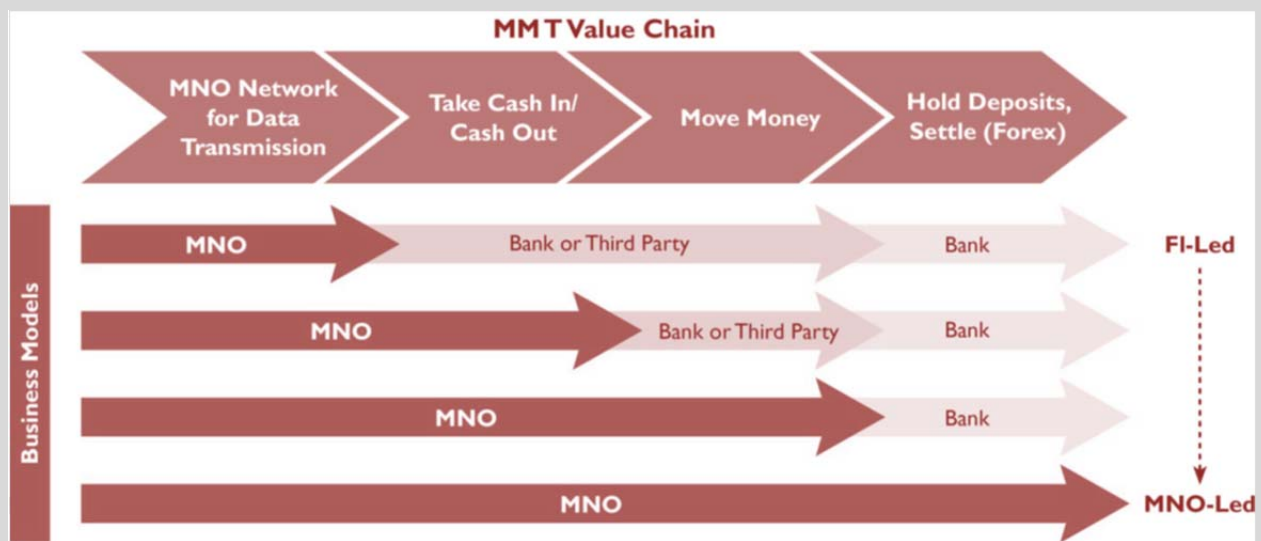 MMT Value Chain
MNO Network
for Data
Transmission
Take Cash In/
Cash Out
Move Money
Hold Deposits,
Settle (Forex)
Business Models
MNO
Bank or Third Party
Bank
FI-Led
MNO
Bank or Third Party
Bank
MNO
Bank
MNO
MNO-Led